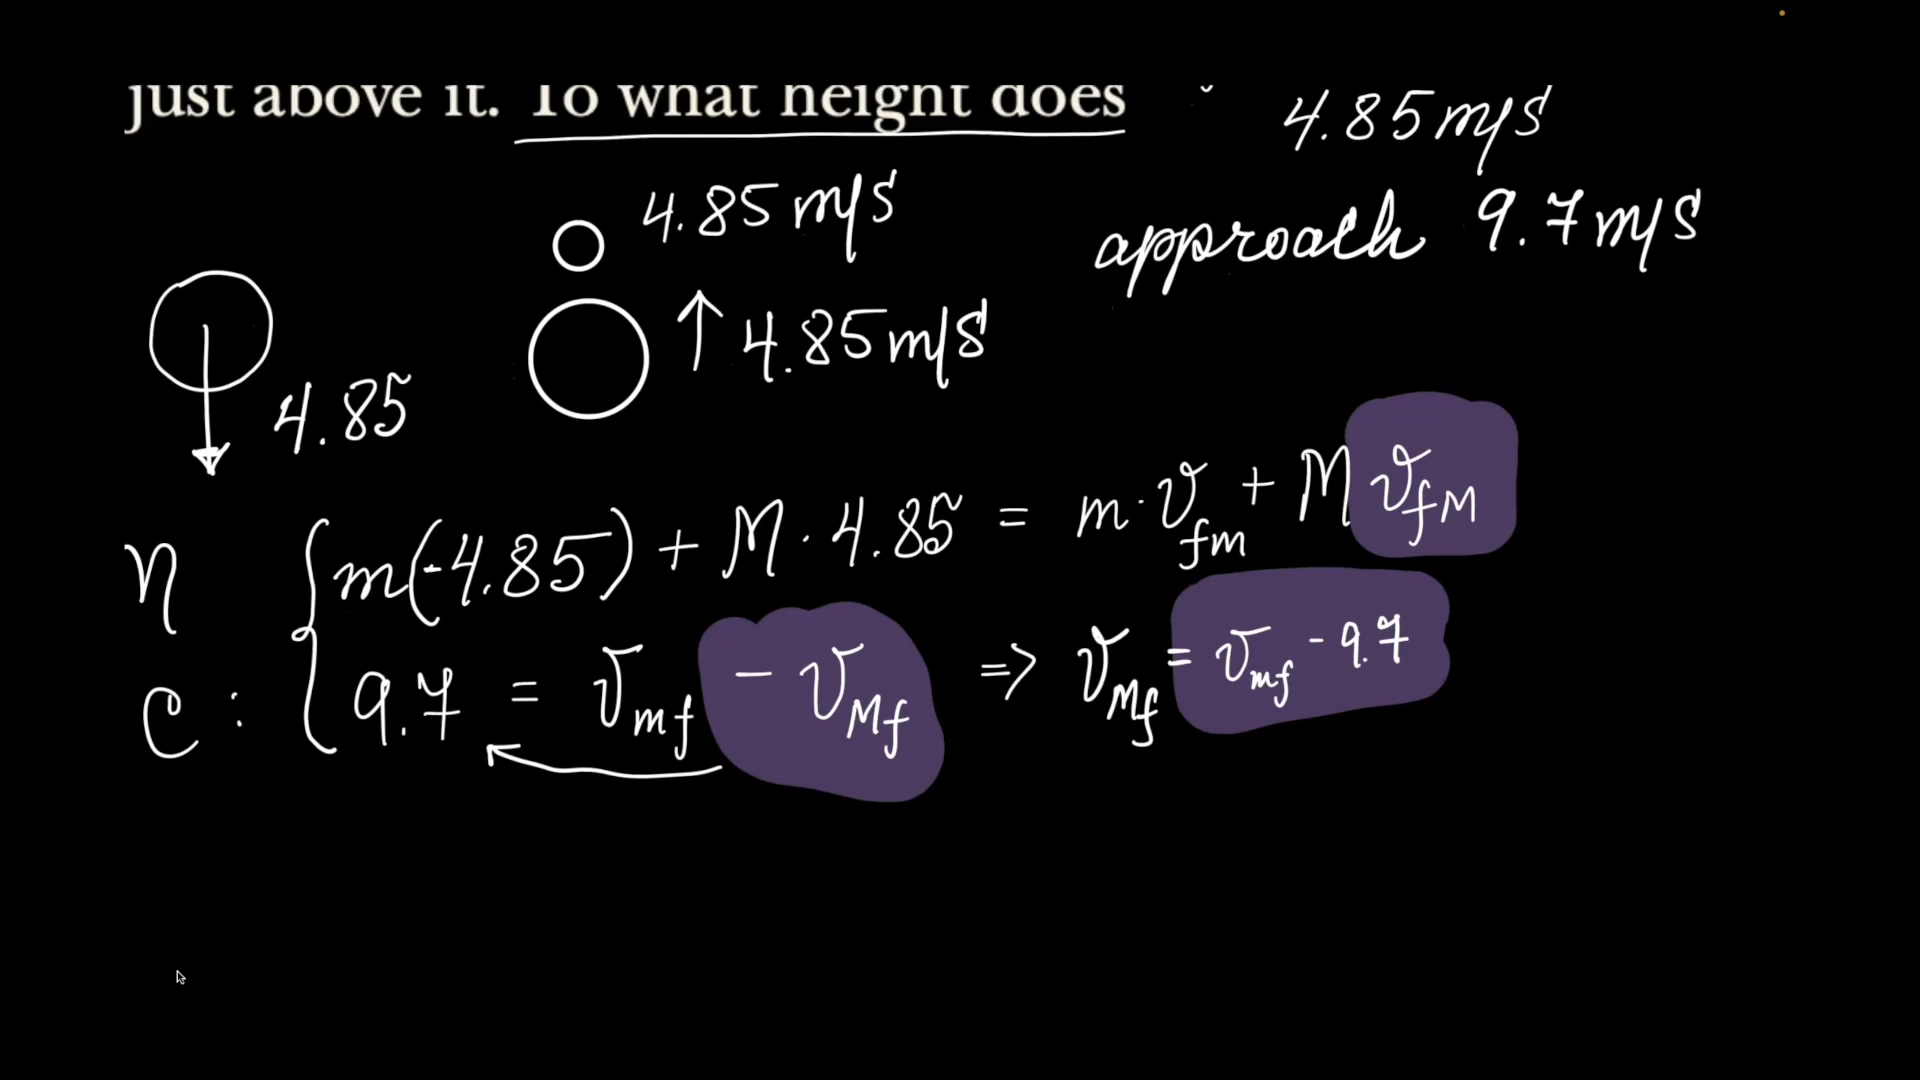 just above it. To what height does
4.85 m/s
4.85 m/s
approach 9.7 m/s
↑ 4.85 m/s
4.85
η { m(-4.85) + M · 4.85 = m · v_fm + M v_fM
C : { 9.7 = v_mf - v_Mf => v_Mf = v_mf - 9.7